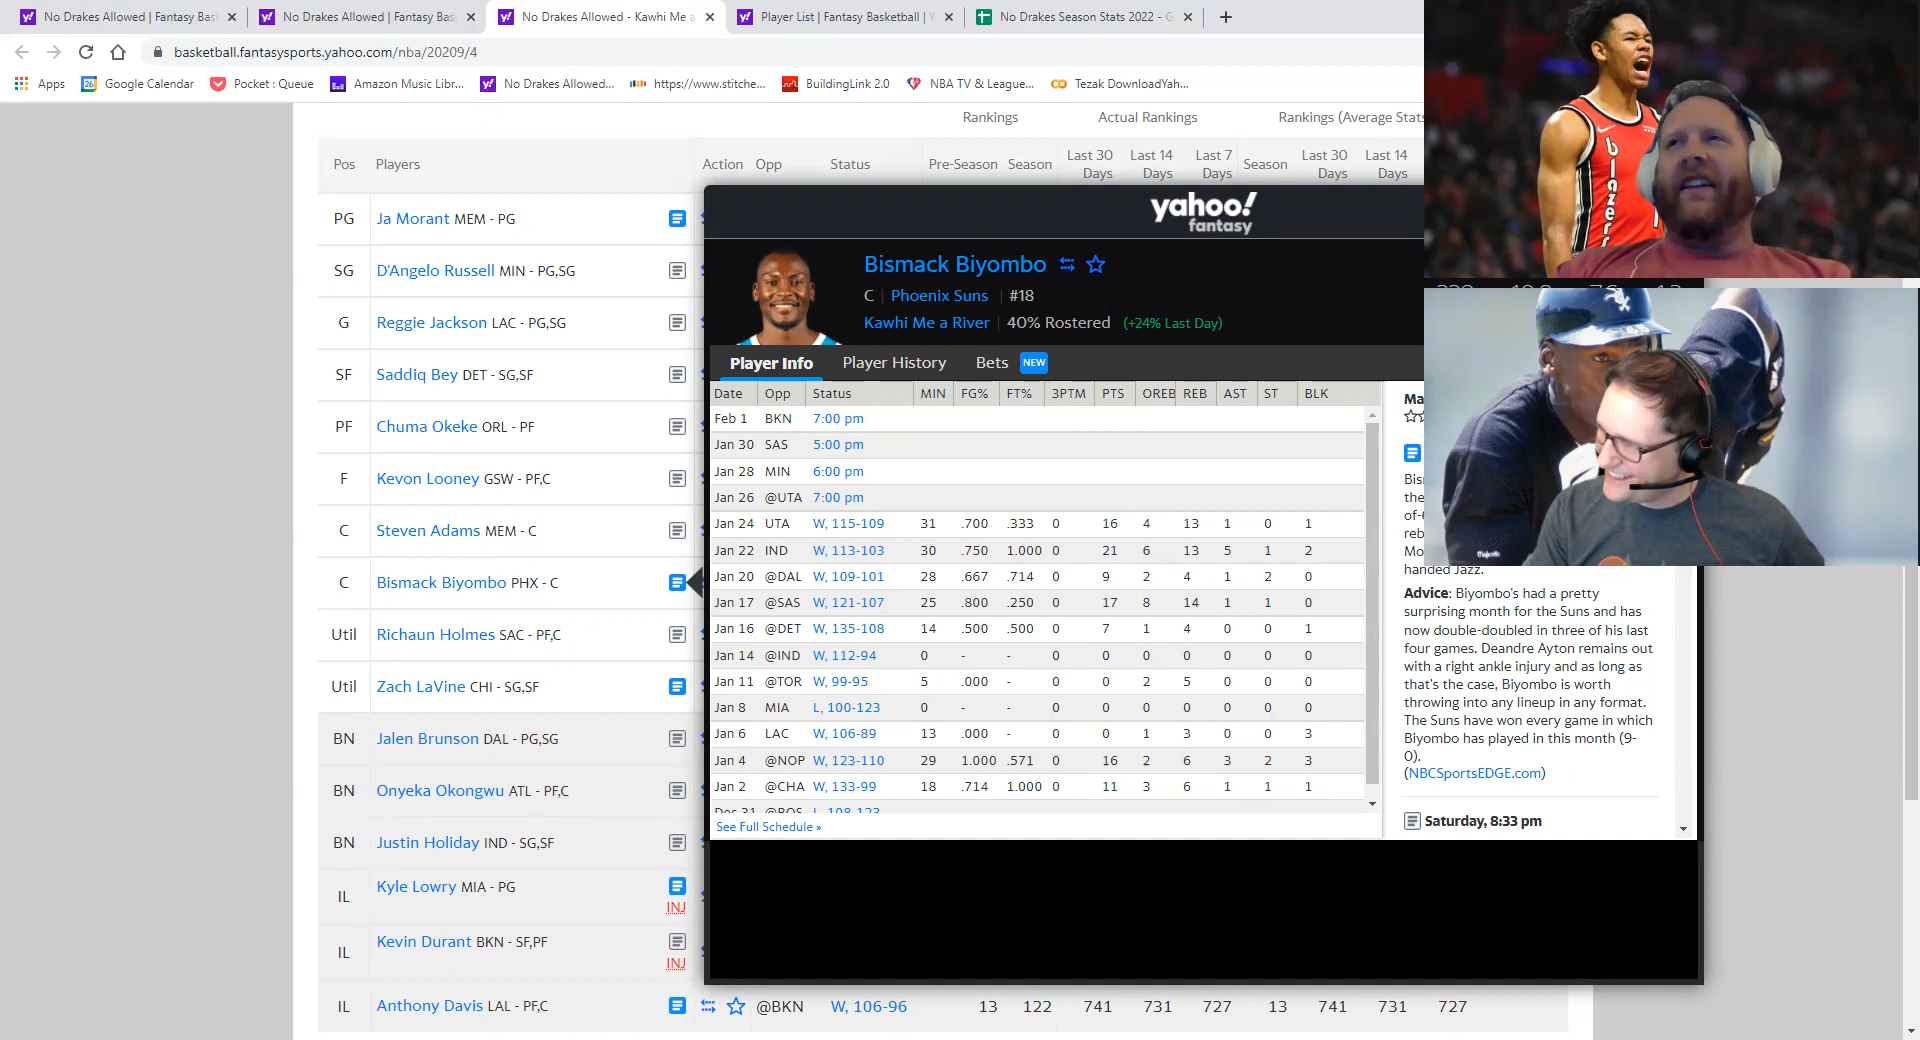 No Drakes Allowed | Fantasy Bas
No Drakes Allowed | Fantasy Bas
No Drakes Allowed - Kawhi Me a
Player List | Fantasy Basketball | Y
No Drakes Season Stats 2022 - G
basketball.fantasysports.yahoo.com/nba/20209/4
Apps
Google Calendar
Pocket : Queue
Amazon Music Libr...
No Drakes Allowed...
https://www.stitche...
BuildingLink 2.0
NBA TV & League...
Tezak DownloadYah...
Rankings Actual Rankings Rankings (Average Stats
Pos Players Action Opp Status Pre-Season Season Last 30 Days Last 14 Days Last 7 Days Season Last 30 Days Last 14 Days
PG Ja Morant MEM - PG
SG D'Angelo Russell MIN - PG,SG
G Reggie Jackson LAC - PG,SG
SF Saddiq Bey DET - SG,SF
PF Chuma Okeke ORL - PF
F Kevon Looney GSW - PF,C
C Steven Adams MEM - C
C Bismack Biyombo PHX - C
Util Richaun Holmes SAC - PF,C
Util Zach LaVine CHI - SG,SF
BN Jalen Brunson DAL - PG,SG
BN Onyeka Okongwu ATL - PF,C
BN Justin Holiday IND - SG,SF
IL Kyle Lowry MIA - PG
INJ
IL Kevin Durant BKN - SF,PF
INJ
IL Anthony Davis LAL - PF,C @BKN W, 106-96 13 122 741 731 727 13 741 731 727
yahoo!
fantasy
Bismack Biyombo
C | Phoenix Suns | #18
Kawhi Me a River | 40% Rostered (+24% Last Day)
Player Info Player History Bets NEW
Date Opp Status MIN FG% FT% 3PTM PTS OREB REB AST ST BLK
Feb 1 BKN 7:00 pm
Jan 30 SAS 5:00 pm
Jan 28 MIN 6:00 pm
Jan 26 @UTA 7:00 pm
Jan 24 UTA W, 115-109 31 .700 .333 0 16 4 13 1 0 1
Jan 22 IND W, 113-103 30 .750 1.000 0 21 6 13 5 1 2
Jan 20 @DAL W, 109-101 28 .667 .714 0 9 2 4 1 2 0
Jan 17 @SAS W, 121-107 25 .800 .250 0 17 8 14 1 1 0
Jan 16 @DET W, 135-108 14 .500 .500 0 7 1 4 0 0 1
Jan 14 @IND W, 112-94 0 - - 0 0 0 0 0 0 0
Jan 11 @TOR W, 99-95 5 .000 - 0 0 2 5 0 0 0
Jan 8 MIA L, 100-123 0 - - 0 0 0 0 0 0 0
Jan 6 LAC W, 106-89 13 .000 - 0 0 1 3 0 0 3
Jan 4 @NOP W, 123-110 29 1.000 .571 0 16 2 6 3 2 3
Jan 2 @CHA W, 133-99 18 .714 1.000 0 11 3 6 1 1 1
Dec 31 @BOS L, 108-123
See Full Schedule »
Ma
Bisr
the
of-
reb
Mo
handed Jazz.
Advice: Biyombo's had a pretty
surprising month for the Suns and has
now double-doubled in three of his last
four games. Deandre Ayton remains out
with a right ankle injury and as long as
that's the case, Biyombo is worth
throwing into any lineup in any format.
The Suns have won every game in which
Biyombo has played in this month (9-
0).
(NBCSportsEDGE.com)
Saturday, 8:33 pm
blazers
Majestic